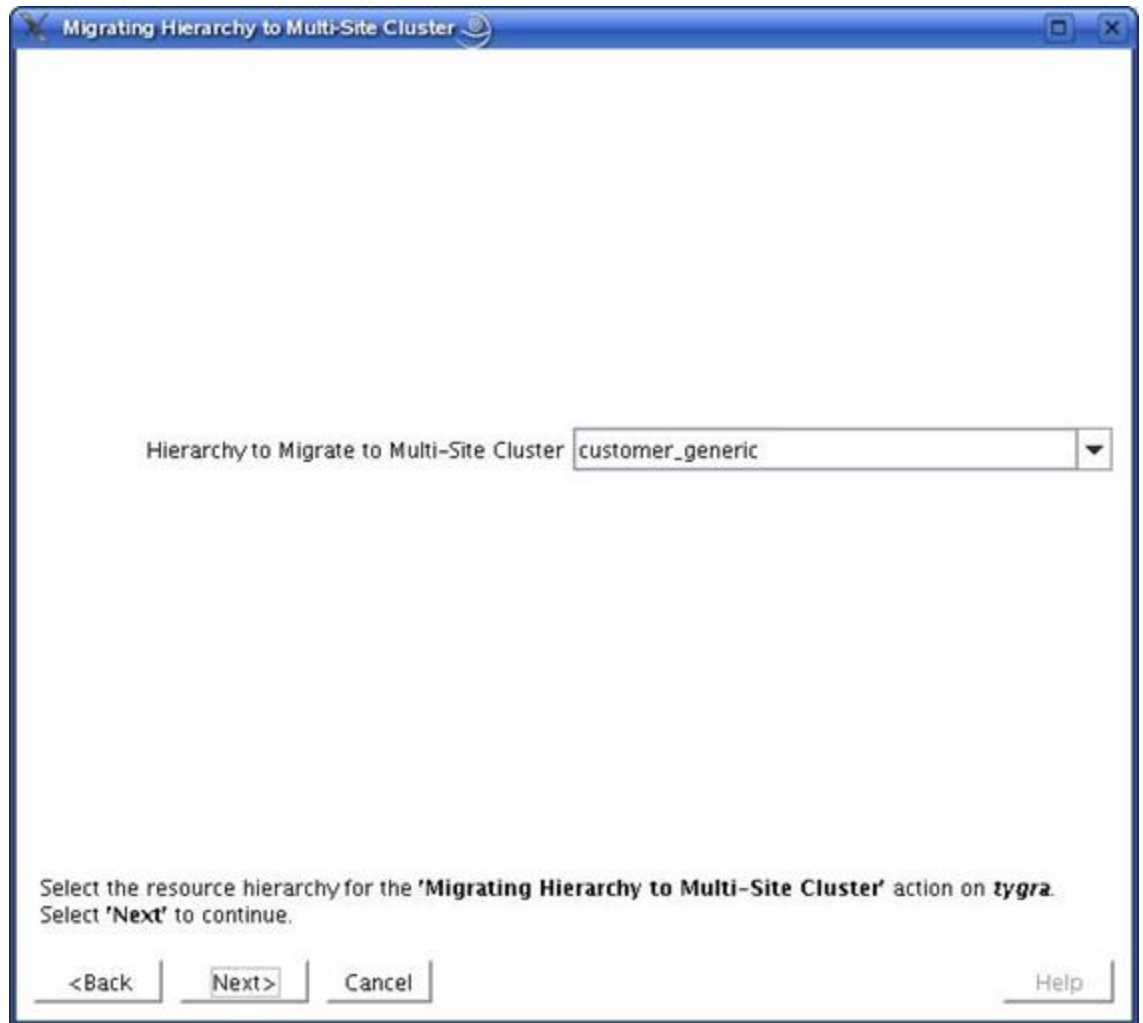 Migrating Hierarchy to Multi-Site Cluster
Hierarchy to Migrate to Multi-Site Cluster customer_generic
Select the resource hierarchy for the 'Migrating Hierarchy to Multi-Site Cluster' action on tygra.
Select 'Next' to continue.
<Back Next> Cancel Help